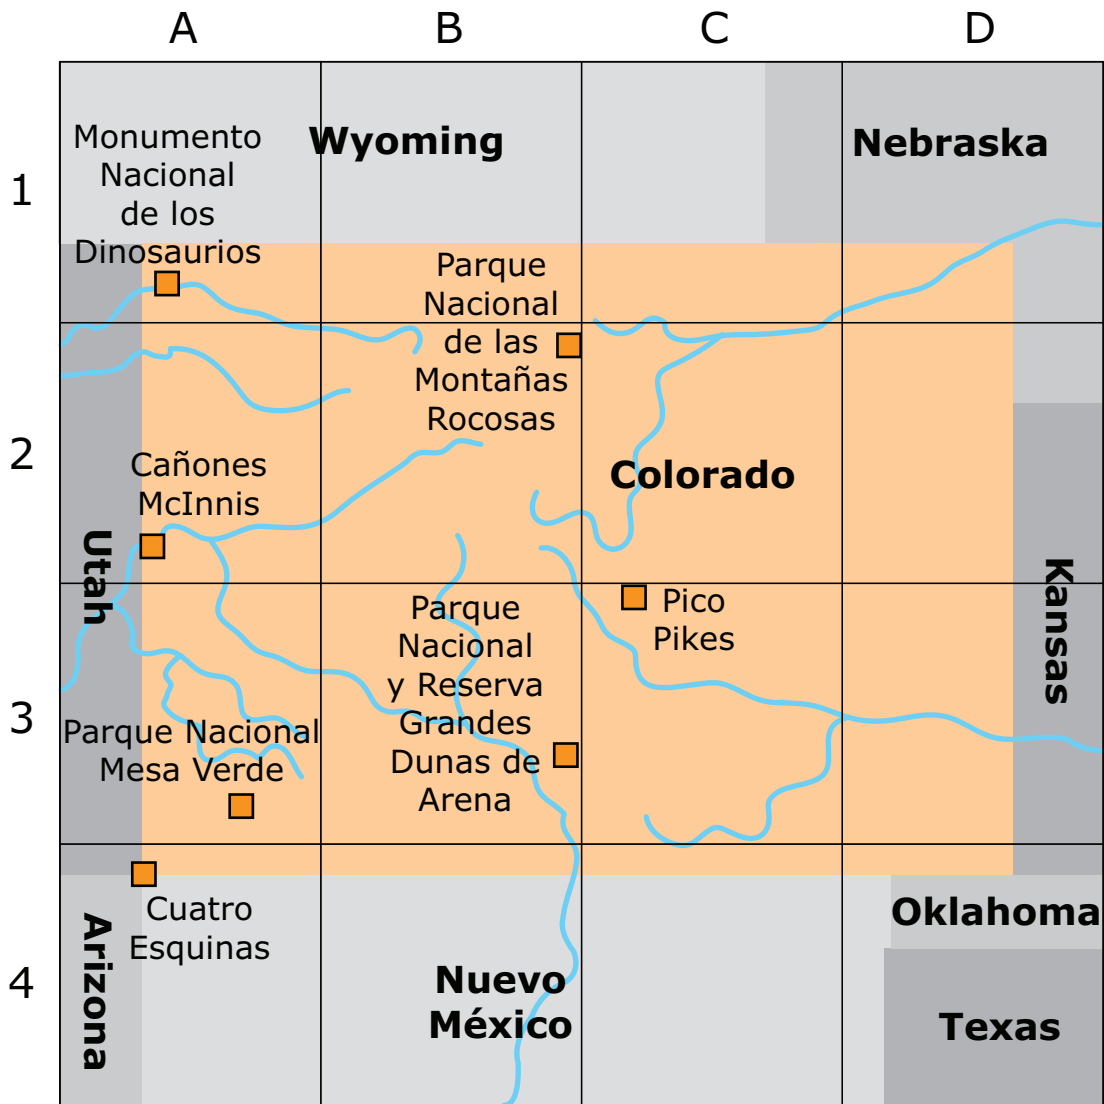 A
B
C
D
1
2
3
4
Monumento
Nacional
de los
Dinosaurios
Wyoming
Nebraska
Parque
Nacional
de las
Montañas
Rocosas
Cañones
McInnis
Colorado
Utah
Kansas
Parque
Nacional
y Reserva
Grandes
Dunas de
Arena
Pico
Pikes
Parque Nacional
Mesa Verde
Cuatro
Esquinas
Arizona
Nuevo
México
Oklahoma
Texas